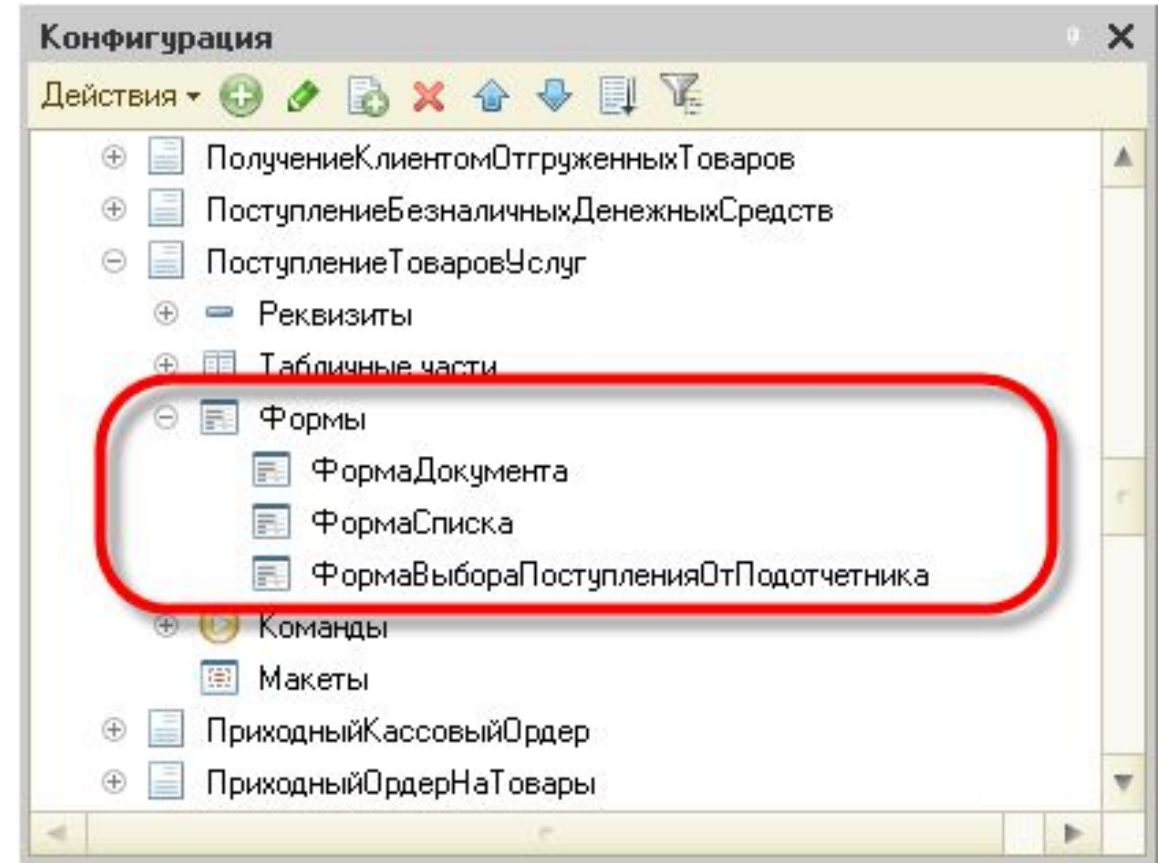 Конфигурация
Действия
ПолучениеКлиентомОтгруженныхТоваров
ПоступлениеБезналичныхДенежныхСредств
ПоступлениеТоваровУслуг
Реквизиты
Табличные части
Формы
ФормаДокумента
ФормаСписка
ФормаВыбораПоступленияОтПодотчетника
Команды
Макеты
ПриходныйКассовыйОрдер
ПриходныйОрдерНаТовары